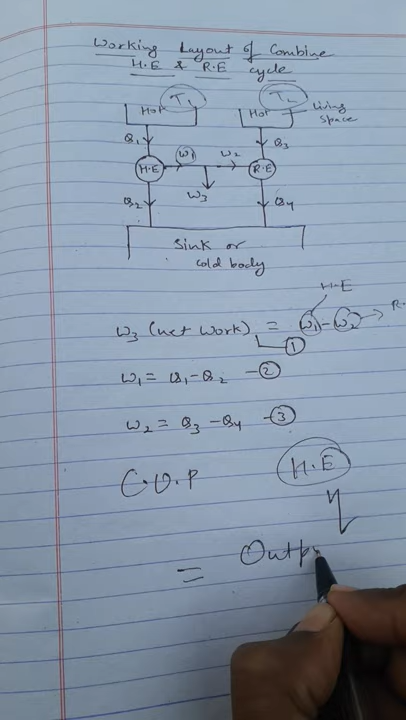 Working Layout of Combine
H.E & R.E cycle
Hot T₁ Hot T₂ Living
space
Q₁ W₁ W₂ Q₃
H.E R.E
Q₂ W₃ Q₄
Sink or
cold body
H.E
W₃ (net work) = W₁-W₂
①
W₁ = Q₁-Q₂ -②
W₂ = Q₃-Q₄ -③
C.O.P H.E
η
= Outp